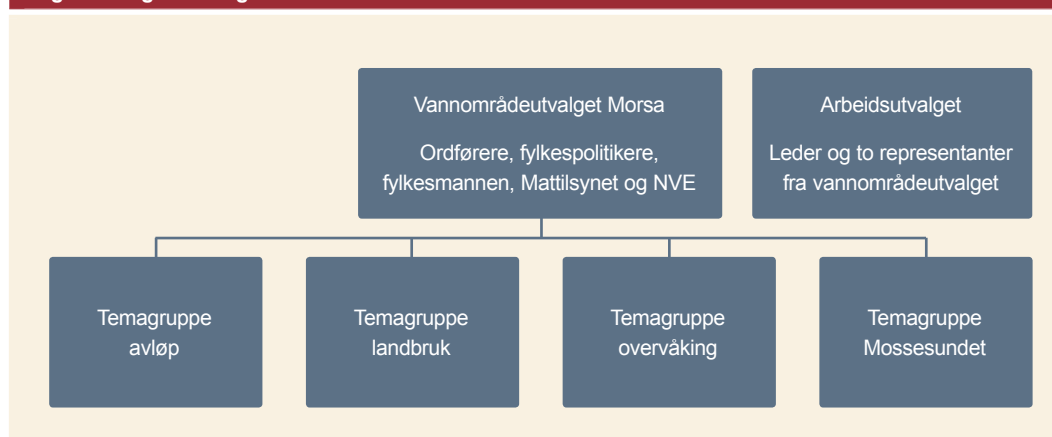 Vannområdeutvalget Morsa
Ordførere, fylkespolitikere,
fylkesmannen, Mattilsynet og NVE
Arbeidsutvalget
Leder og to representanter
fra vannområdeutvalget
Temagruppe
avløp
Temagruppe
landbruk
Temagruppe
overvåking
Temagruppe
Mossesundet